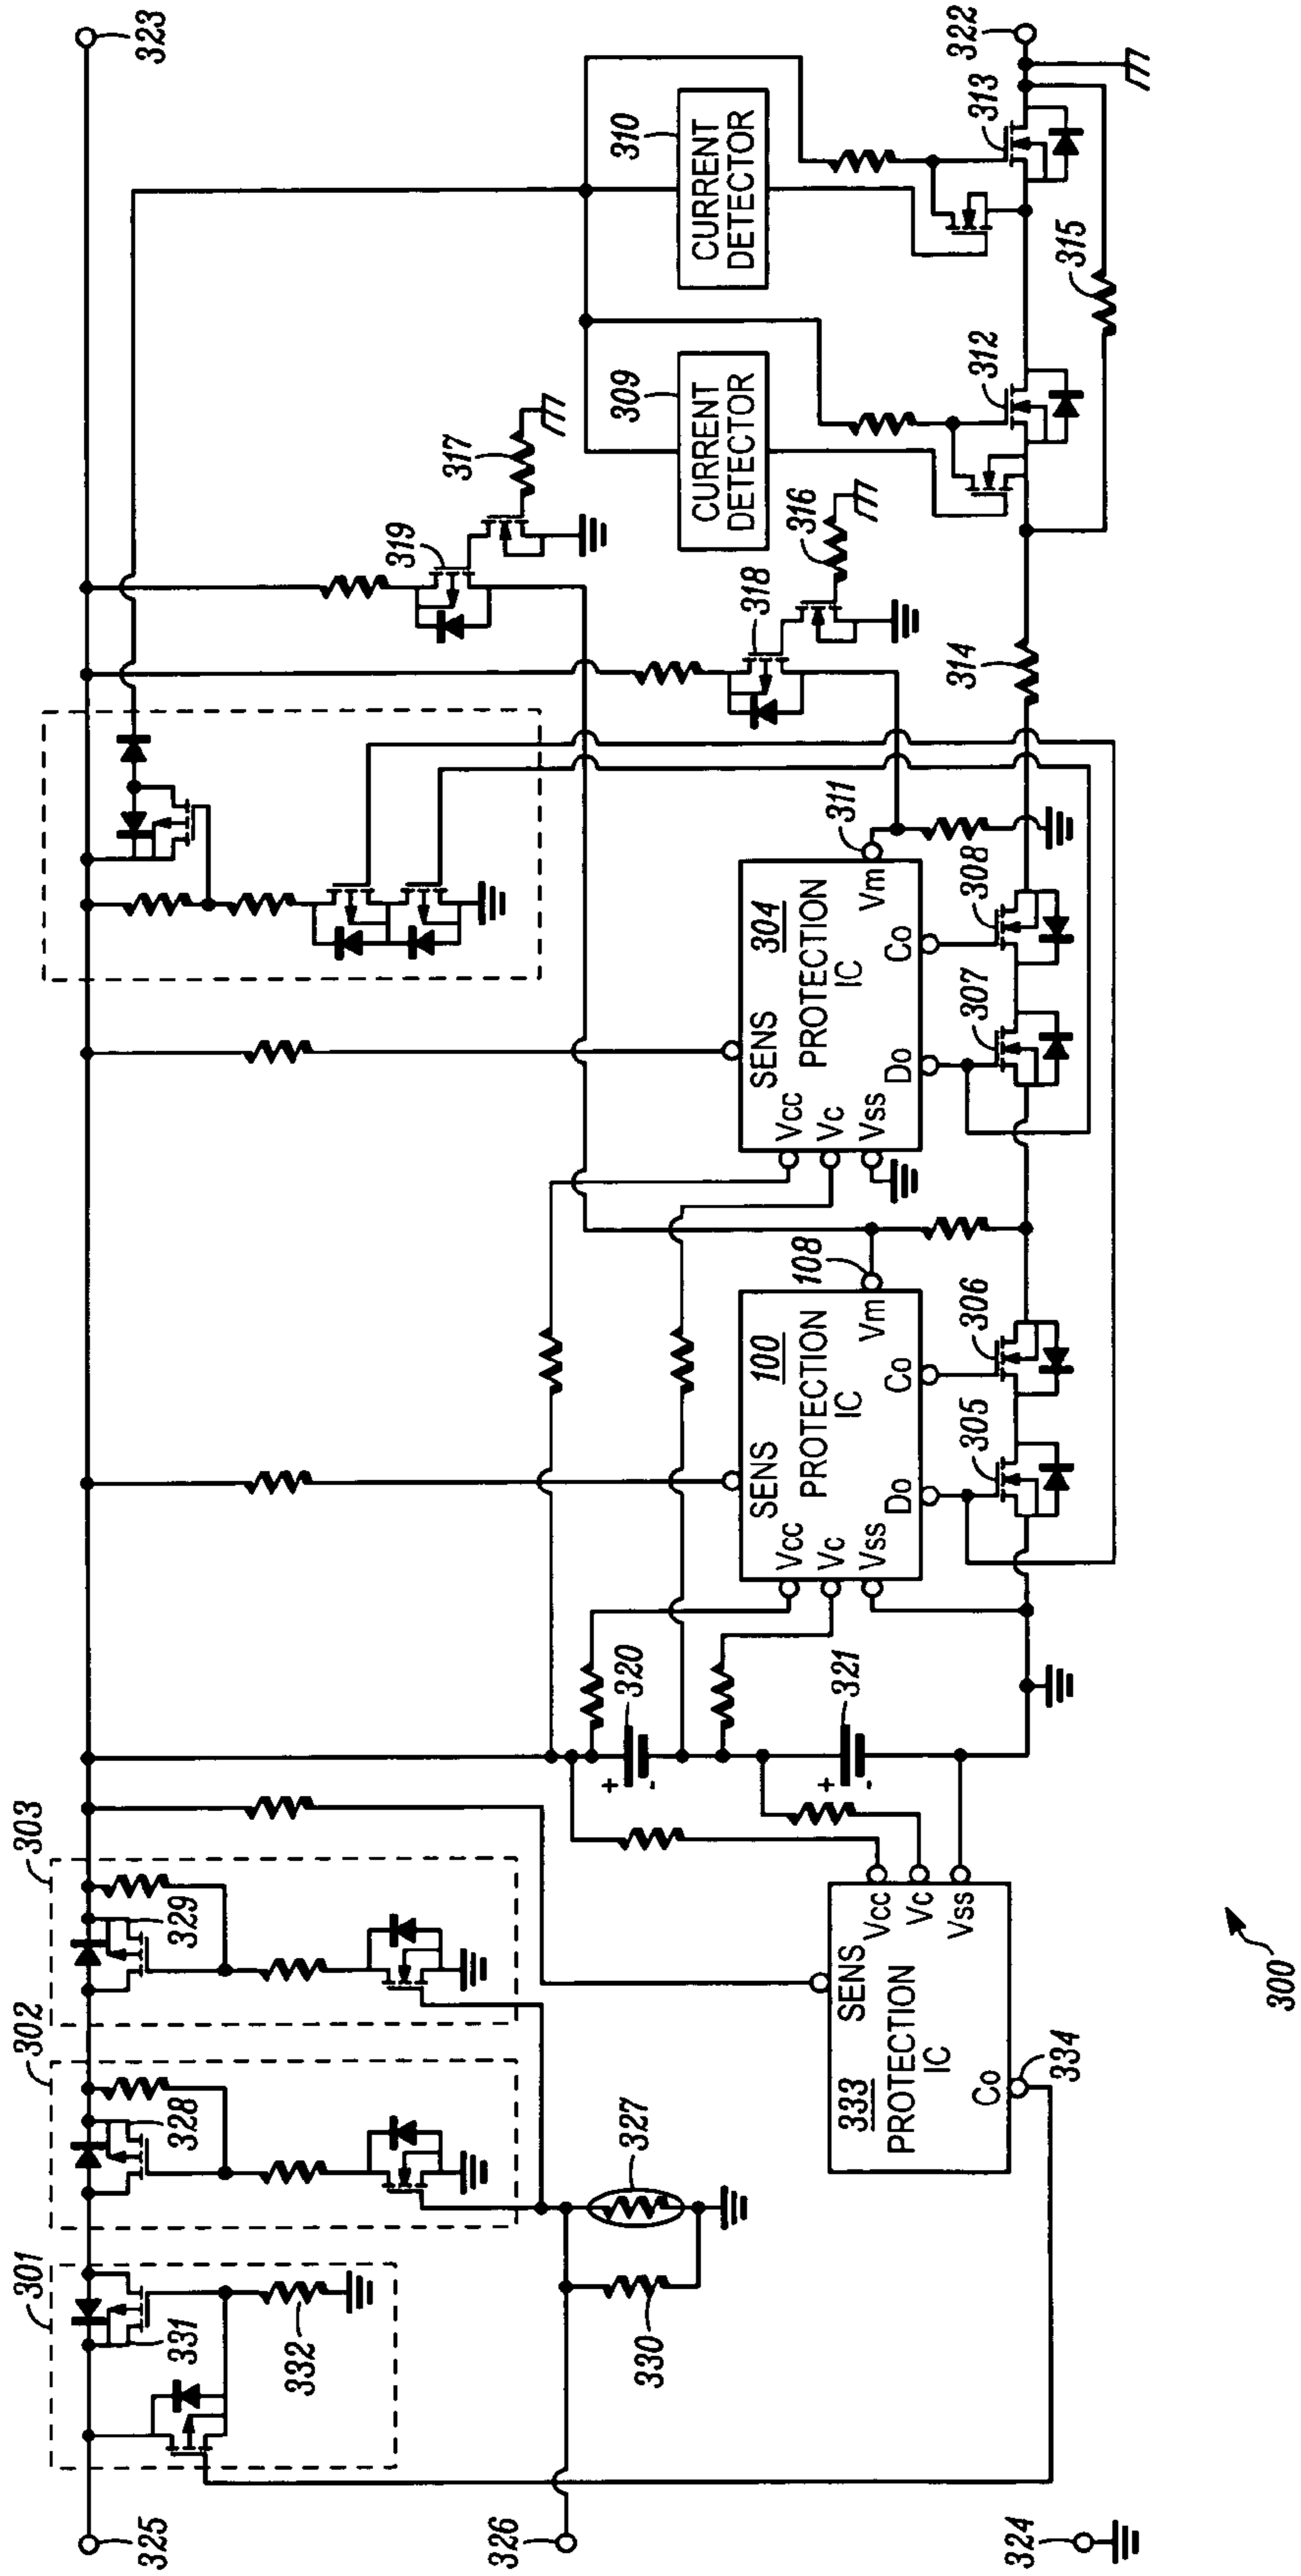 323
322
313
310
CURRENT
DETECTOR
315
312
309
CURRENT
DETECTOR
317
316
319
318
314
311
Vm
308
304
PROTECTION
IC
Co
307
SENS
Do
Vcc
Vc
Vss
108
Vm
306
100
PROTECTION
IC
Co
305
SENS
Do
Vcc
Vc
Vss
320
+
-
321
+
-
303
329
Vcc
Vc
Vss
SENS
333
PROTECTION
IC
Co
334
302
328
327
301
331
332
330
325
326
324
300